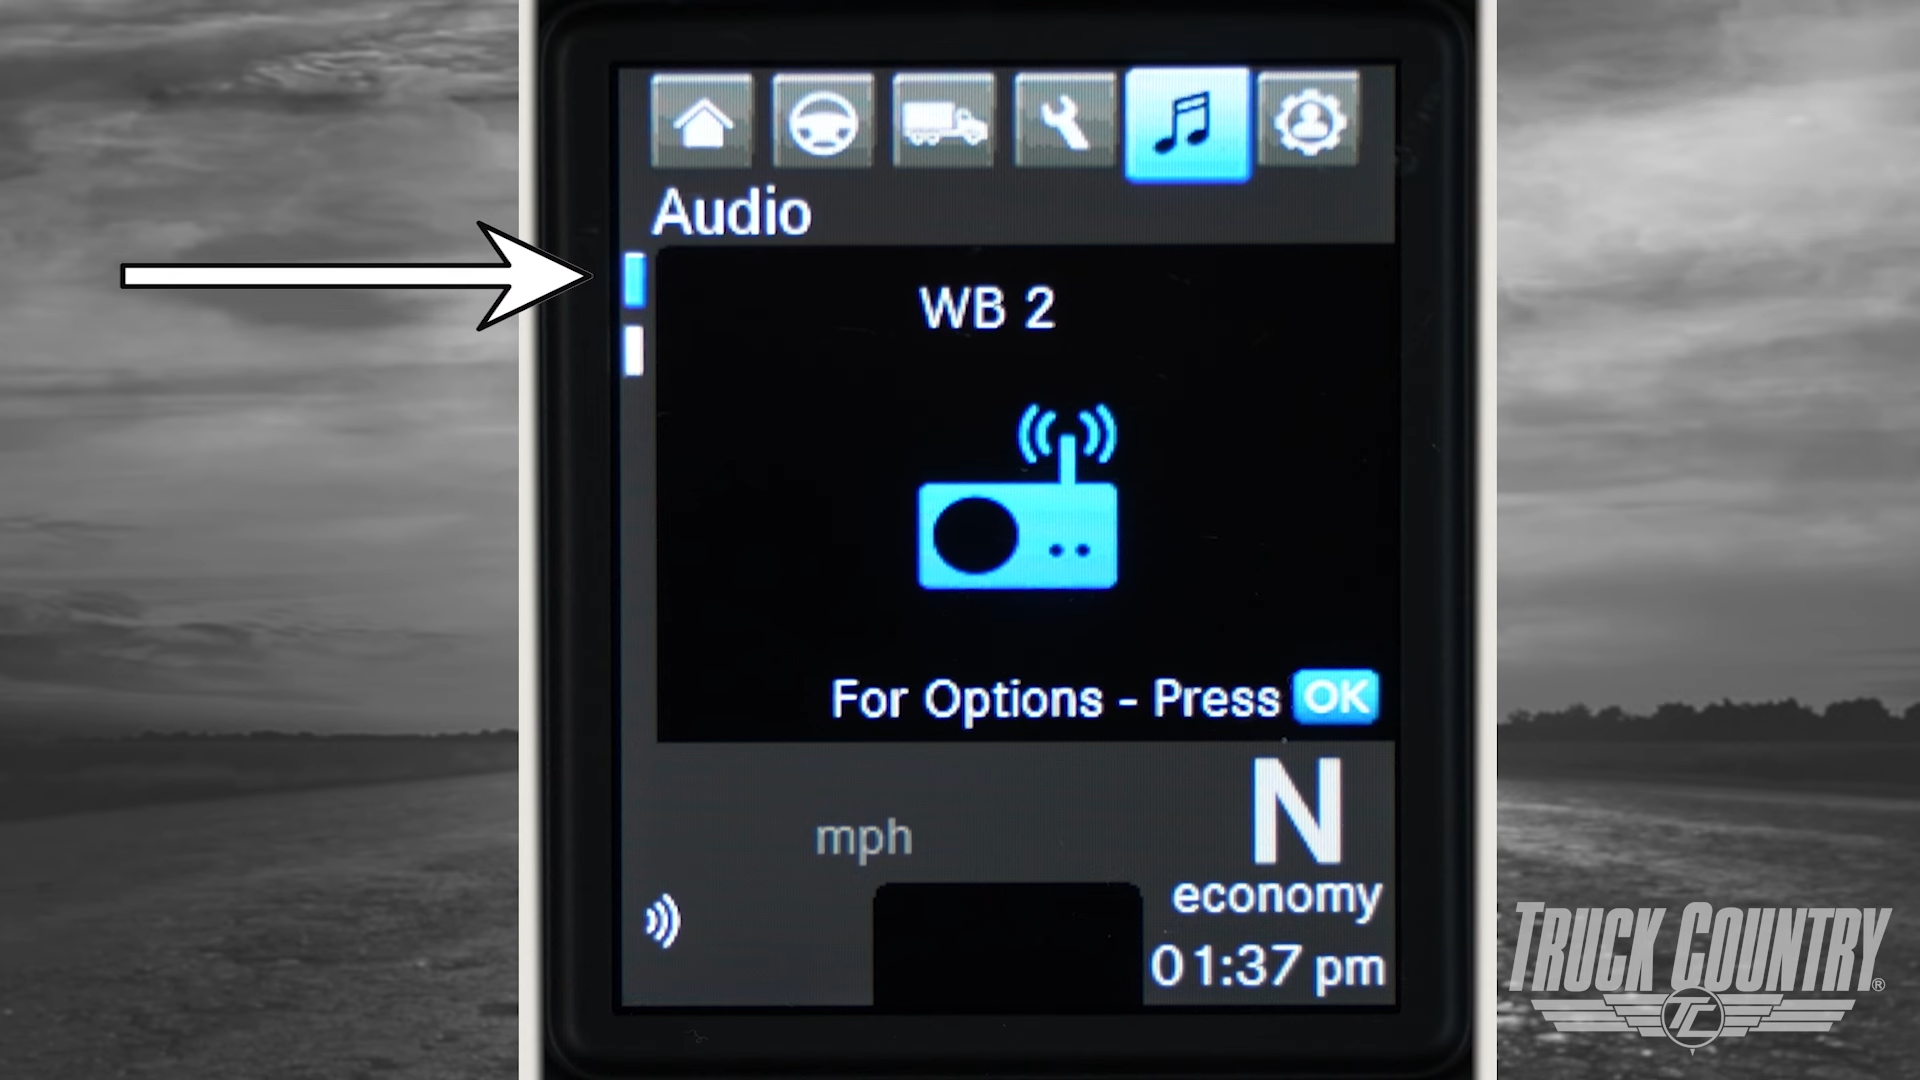 Audio
WB 2
For Options - Press OK
mph
N
economy
01:37 pm
TRUCK COUNTRY®
TC